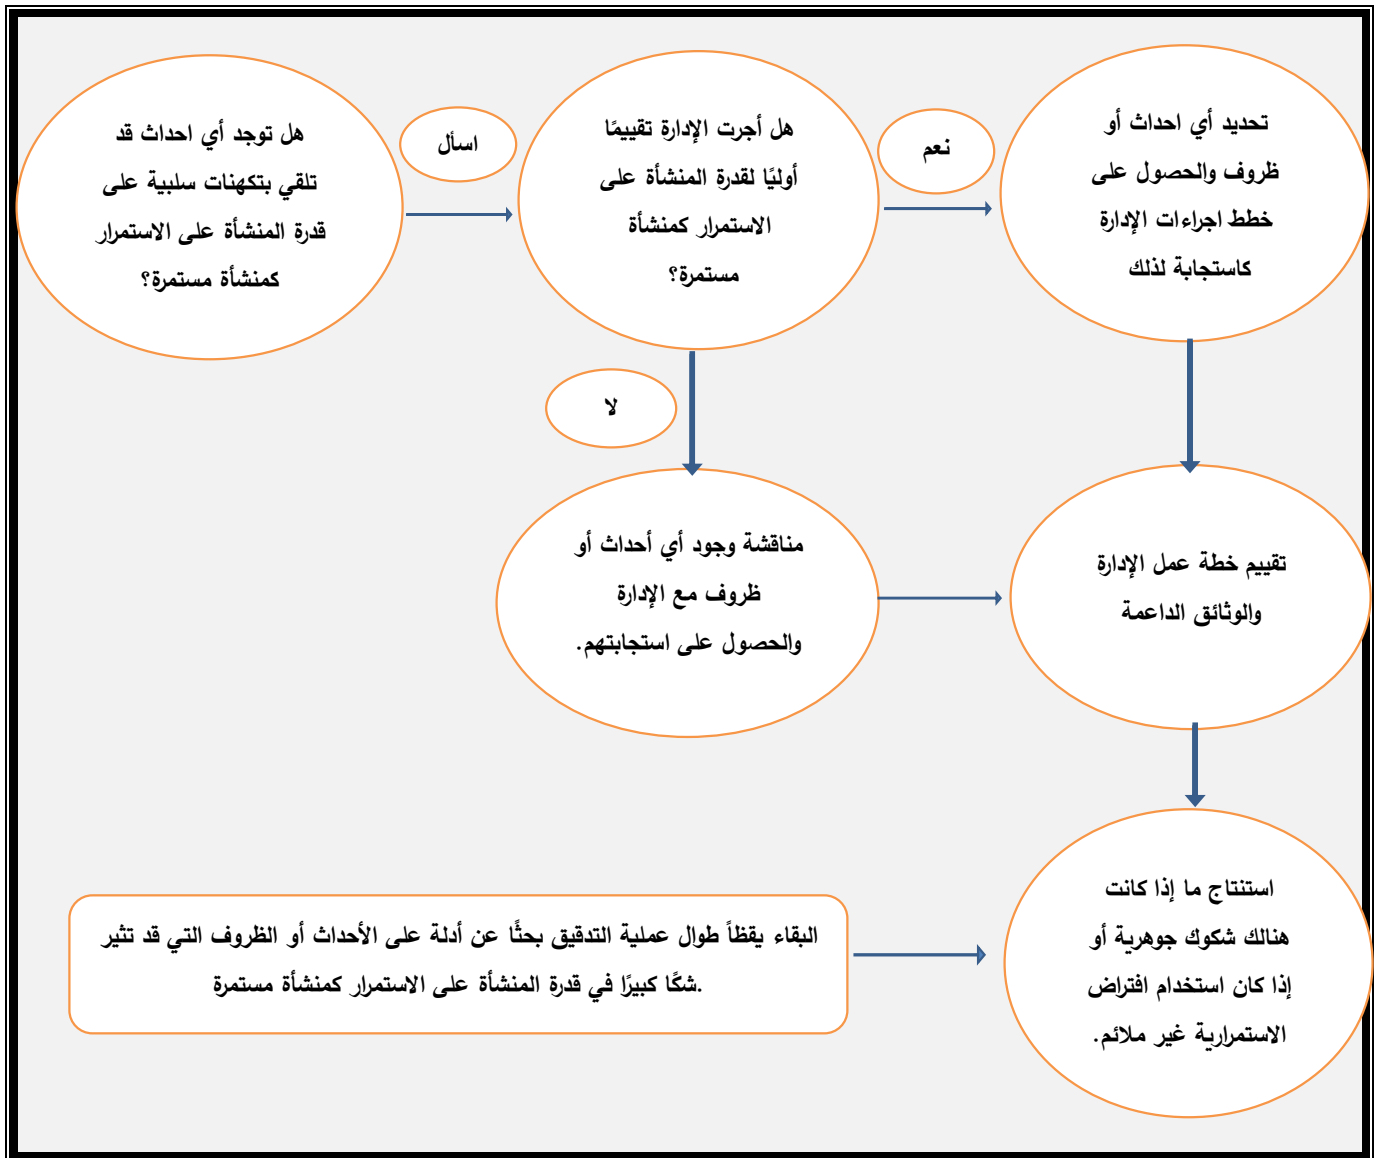 هل توجد أي احداث قد
تلقي بتكهنات سلبية على
قدرة المنشأة على الاستمرار
كمنشأة مستمرة؟
اسأل
هل أجرت الإدارة تقييمًا
أوليًا لقدرة المنشأة على
الاستمرار كمنشأة
مستمرة؟
نعم
تحديد أي احداث أو
ظروف والحصول على
خطط اجراءات الإدارة
كاستجابة لذلك
لا
مناقشة وجود أي أحداث أو
ظروف مع الإدارة
والحصول على استجابتهم.
تقييم خطة عمل الإدارة
والوثائق الداعمة
استنتاج ما إذا كانت
هنالك شكوك جوهرية أو
إذا كان استخدام افتراض
الاستمرارية غير ملائم.
البقاء يقظاً طوال عملية التدقيق بحثًا عن أدلة على الأحداث أو الظروف التي قد تثير
.شكًا كبيرًا في قدرة المنشأة على الاستمرار كمنشأة مستمرة